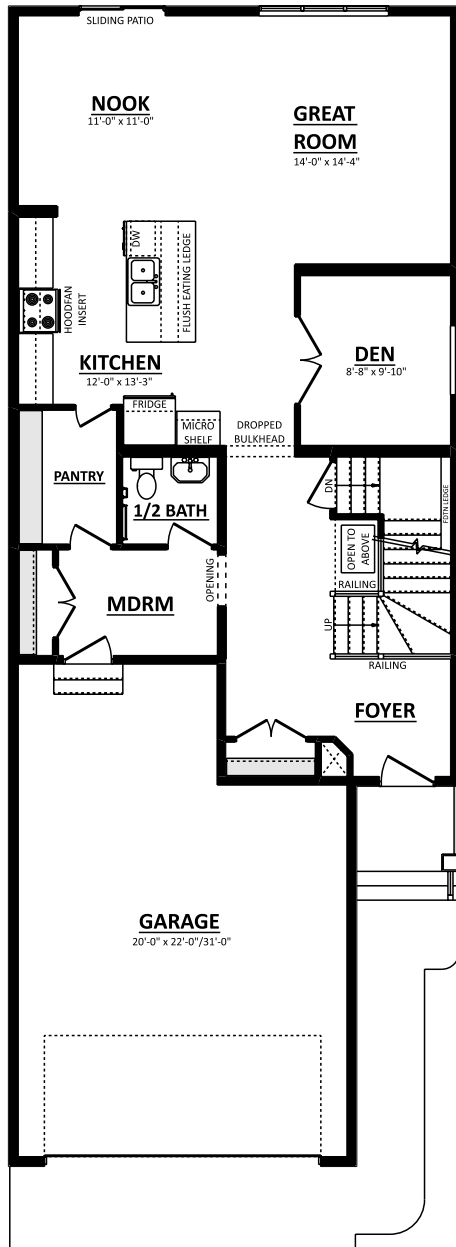 SLIDING PATIO
NOOK
11'-0" x 11'-0"
GREAT
ROOM
14'-0" x 14'-4"
DW
FLUSH EATING LEDGE
HOODFAN
INSERT
KITCHEN
12'-0" x 13'-3"
DEN
8'-8" x 9'-10"
FRIDGE
MICRO
SHELF
DROPPED
BULKHEAD
PANTRY
1/2 BATH
DN
FDTN LEDGE
OPEN TO
ABOVE
RAILING
MDRM
OPENING
UP
RAILING
FOYER
GARAGE
20'-0" x 22'-0"/31'-0"